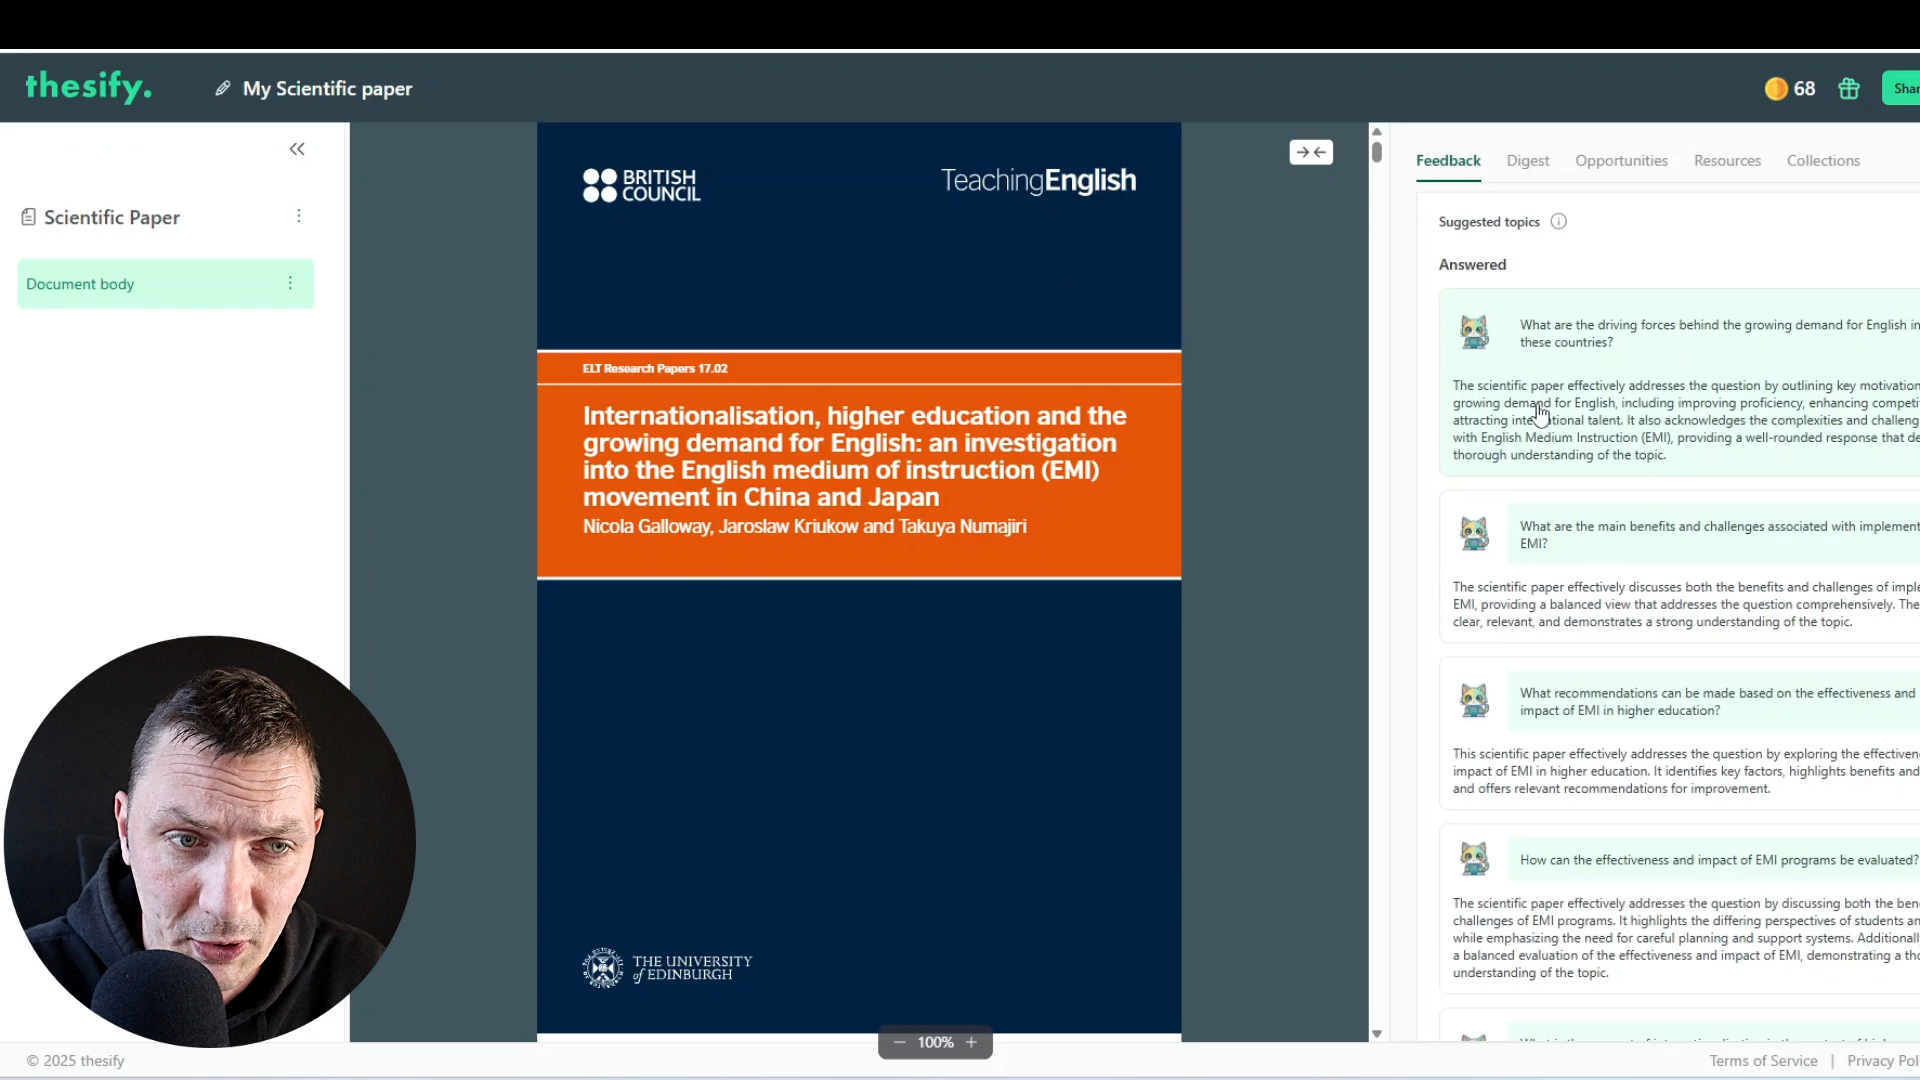 thesify.
My Scientific paper
68
Shar
Scientific Paper
Document body
BRITISH
COUNCIL
TeachingEnglish
ELT Research Papers 17.02
Internationalisation, higher education and the
growing demand for English: an investigation
into the English medium of instruction (EMI)
movement in China and Japan
Nicola Galloway, Jaroslaw Kriukow and Takuya Numajiri
THE UNIVERSITY
of EDINBURGH
100%
Feedback
Digest
Opportunities
Resources
Collections
Suggested topics
Answered
What are the driving forces behind the growing demand for English in
these countries?
The scientific paper effectively addresses the question by outlining key motivation
growing demand for English, including improving proficiency, enhancing competi
attracting international talent. It also acknowledges the complexities and challeng
with English Medium Instruction (EMI), providing a well-rounded response that de
thorough understanding of the topic.
What are the main benefits and challenges associated with implement
EMI?
The scientific paper effectively discusses both the benefits and challenges of imple
EMI, providing a balanced view that addresses the question comprehensively. The
clear, relevant, and demonstrates a strong understanding of the topic.
What recommendations can be made based on the effectiveness and
impact of EMI in higher education?
This scientific paper effectively addresses the question by exploring the effectiven
impact of EMI in higher education. It identifies key factors, highlights benefits and
and offers relevant recommendations for improvement.
How can the effectiveness and impact of EMI programs be evaluated?
The scientific paper effectively addresses the question by discussing both the ben
challenges of EMI programs. It highlights the differing perspectives of students an
while emphasizing the need for careful planning and support systems. Additionall
a balanced evaluation of the effectiveness and impact of EMI, demonstrating a tho
understanding of the topic.
© 2025 thesify
Terms of Service | Privacy Pol